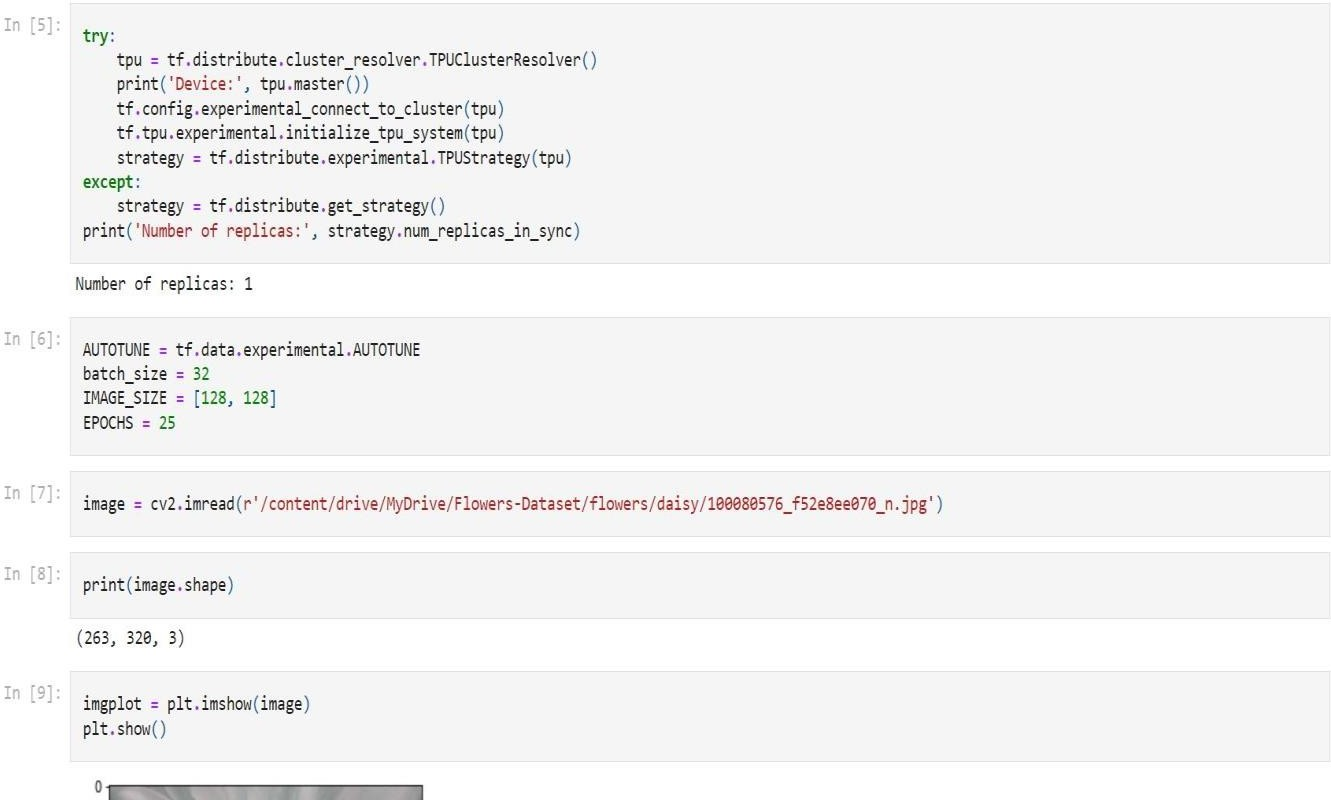 In [5]:
try:
    tpu = tf.distribute.cluster_resolver.TPUClusterResolver()
    print('Device:', tpu.master())
    tf.config.experimental_connect_to_cluster(tpu)
    tf.tpu.experimental.initialize_tpu_system(tpu)
    strategy = tf.distribute.experimental.TPUStrategy(tpu)
except:
    strategy = tf.distribute.get_strategy()
print('Number of replicas:', strategy.num_replicas_in_sync)
Number of replicas: 1
In [6]:
AUTOTUNE = tf.data.experimental.AUTOTUNE
batch_size = 32
IMAGE_SIZE = [128, 128]
EPOCHS = 25
In [7]:
image = cv2.imread(r'/content/drive/MyDrive/Flowers-Dataset/flowers/daisy/100080576_f52e8ee070_n.jpg')
In [8]:
print(image.shape)
(263, 320, 3)
In [9]:
imgplot = plt.imshow(image)
plt.show()
0